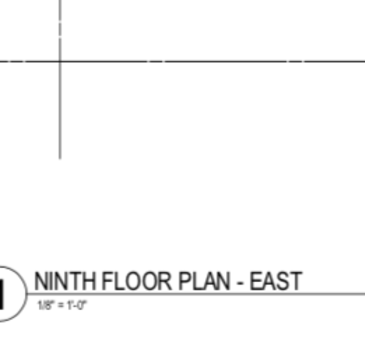 NINTH FLOOR PLAN - EAST
1/8" = 1'-0"